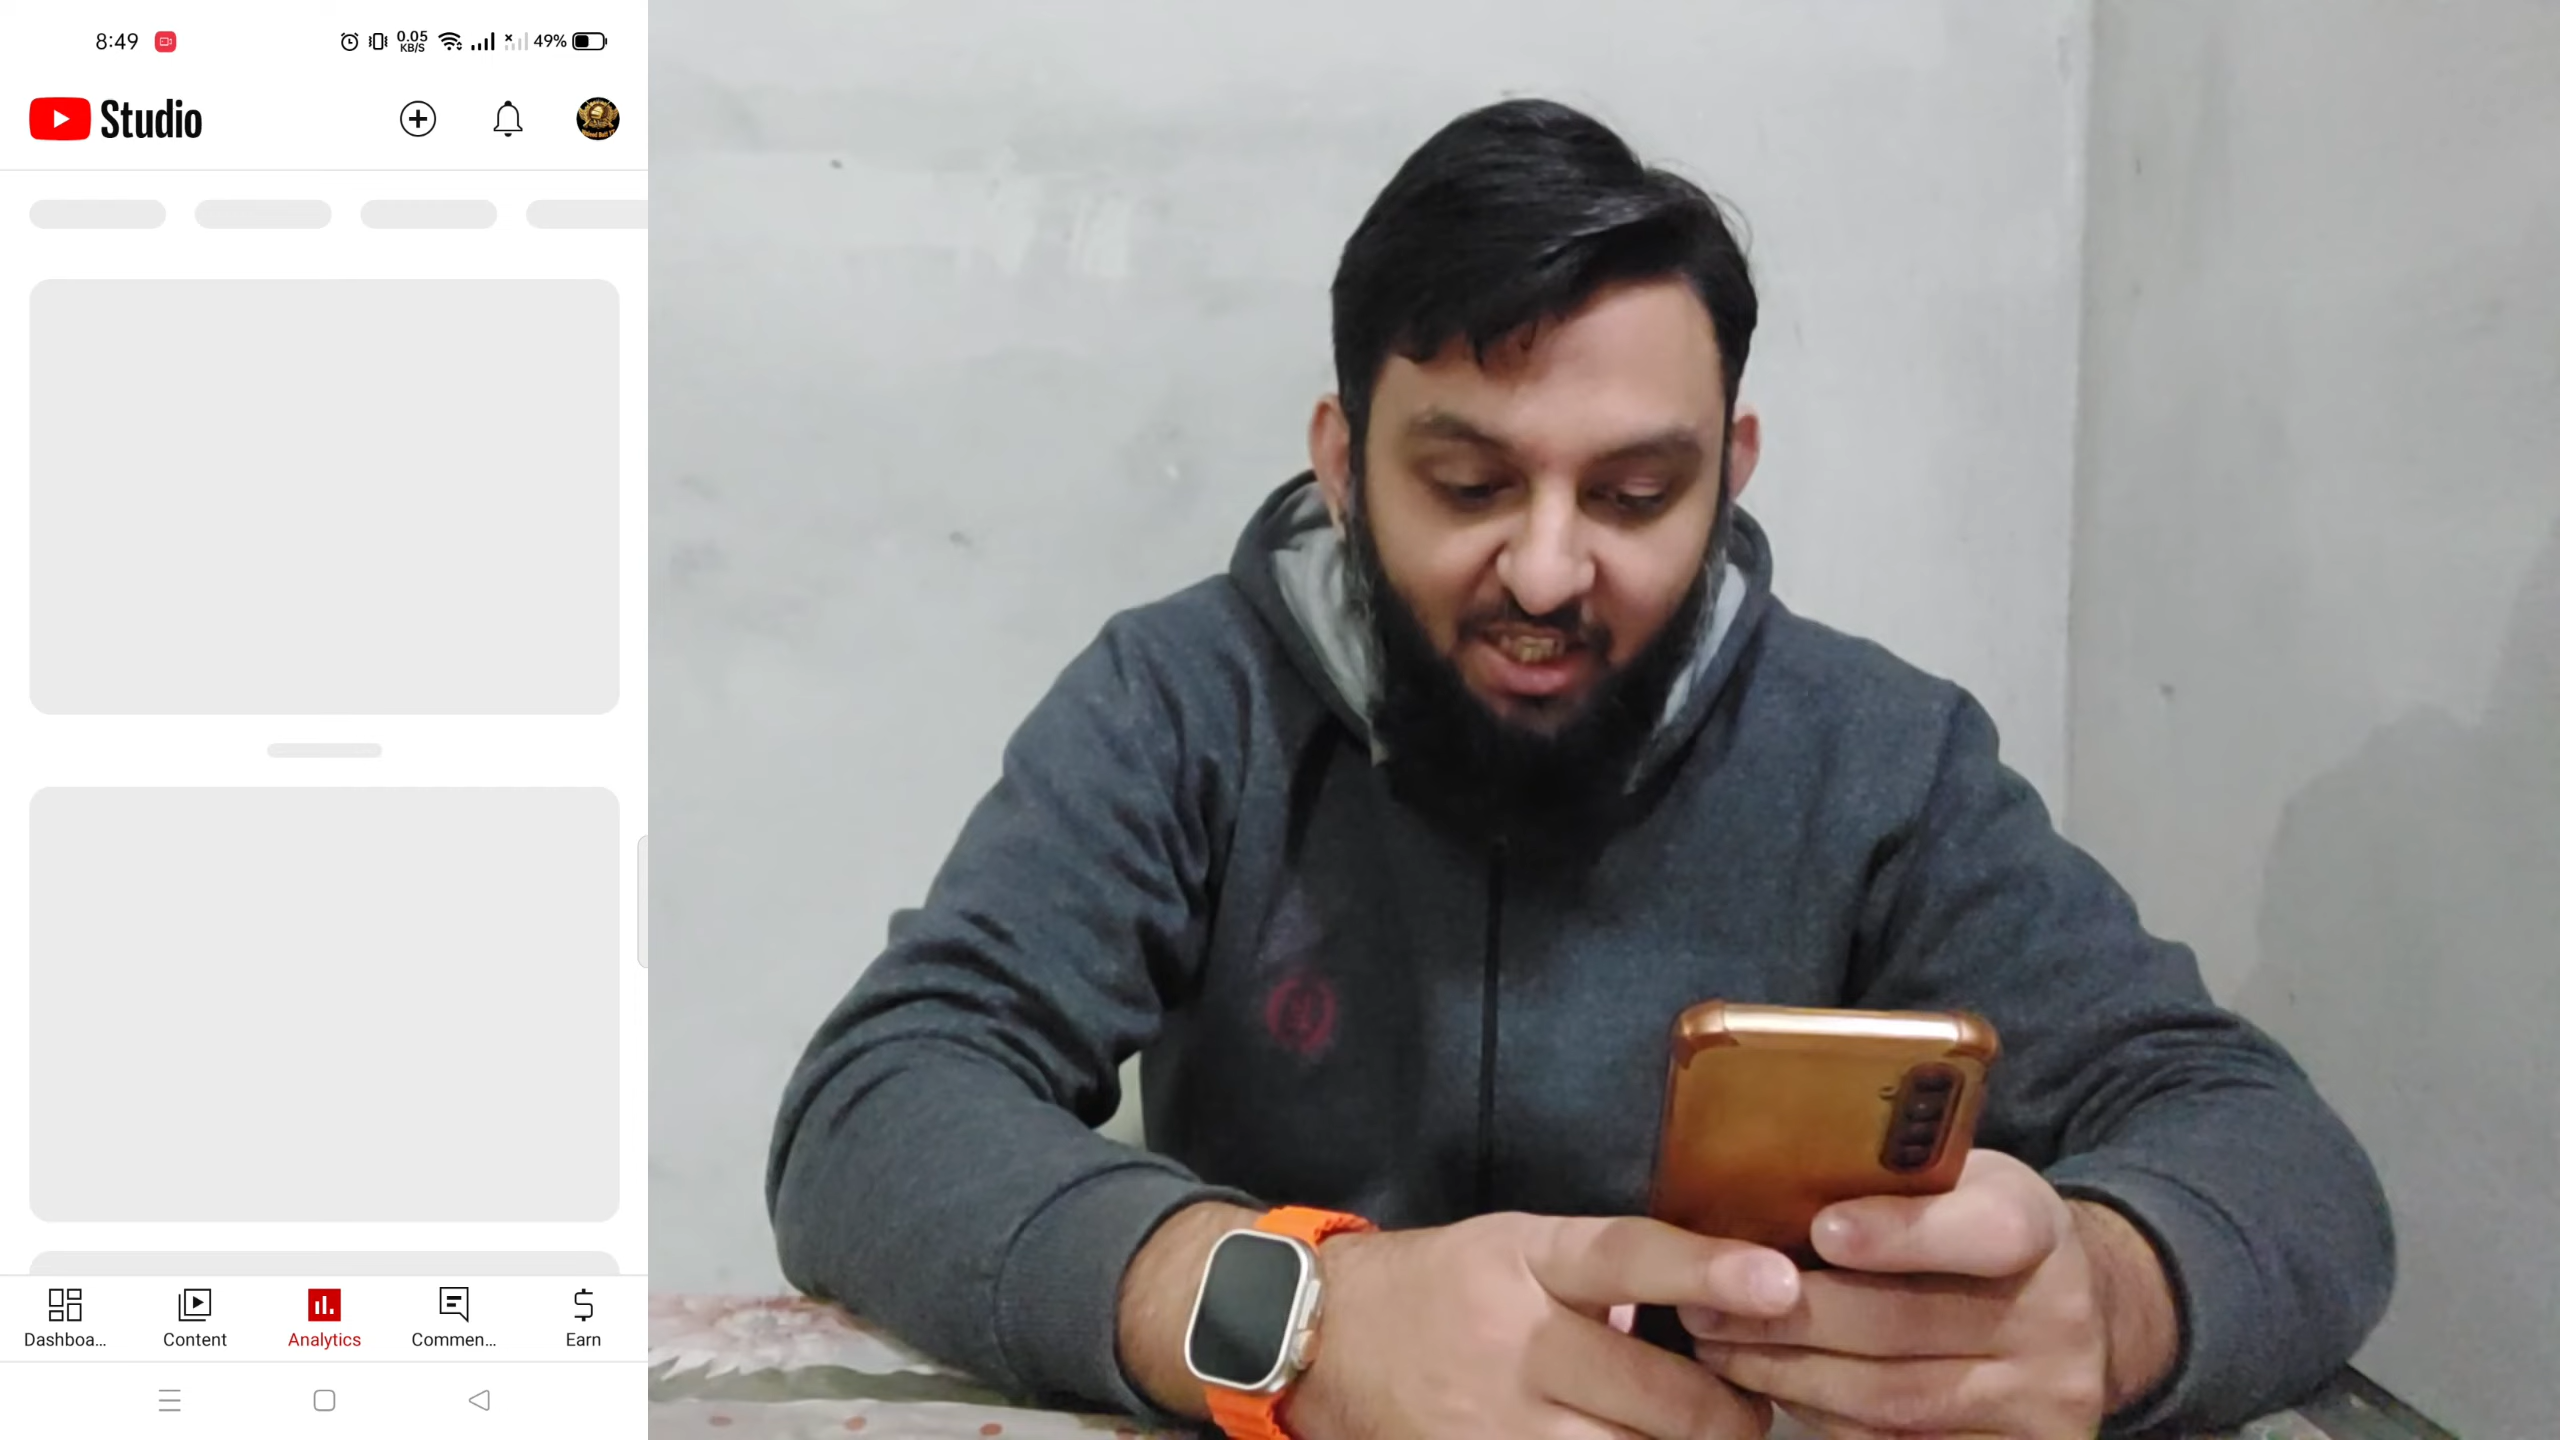 8:49
0.05
KB/S
49%
Studio
Dashboa...
Content
Analytics
Commen...
Earn